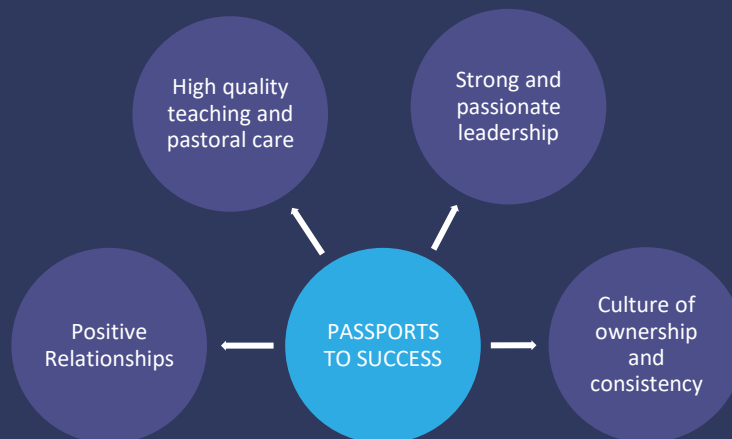 High quality
teaching and
pastoral care
Strong and
passionate
leadership
Positive
Relationships
PASSPORTS
TO SUCCESS
Culture of
ownership
and
consistency